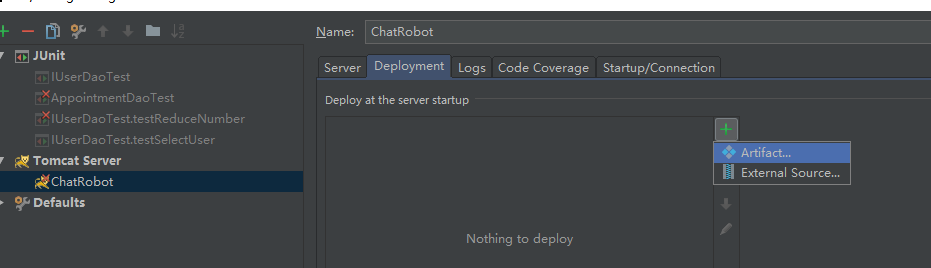 Name: ChatRobot
JUnit
IUserDaoTest
AppointmentDaoTest
IUserDaoTest.testReduceNumber
IUserDaoTest.testSelectUser
Tomcat Server
ChatRobot
Defaults
Server Deployment Logs Code Coverage Startup/Connection
Deploy at the server startup
Artifact...
External Source...
Nothing to deploy